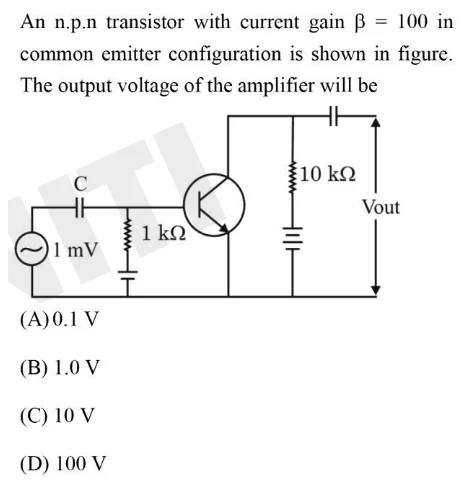 An n.p.n transistor with current gain β = 100 in
common emitter configuration is shown in figure.
The output voltage of the amplifier will be
C
10 kΩ
Vout
1 kΩ
1 mV
(A) 0.1 V
(B) 1.0 V
(C) 10 V
(D) 100 V